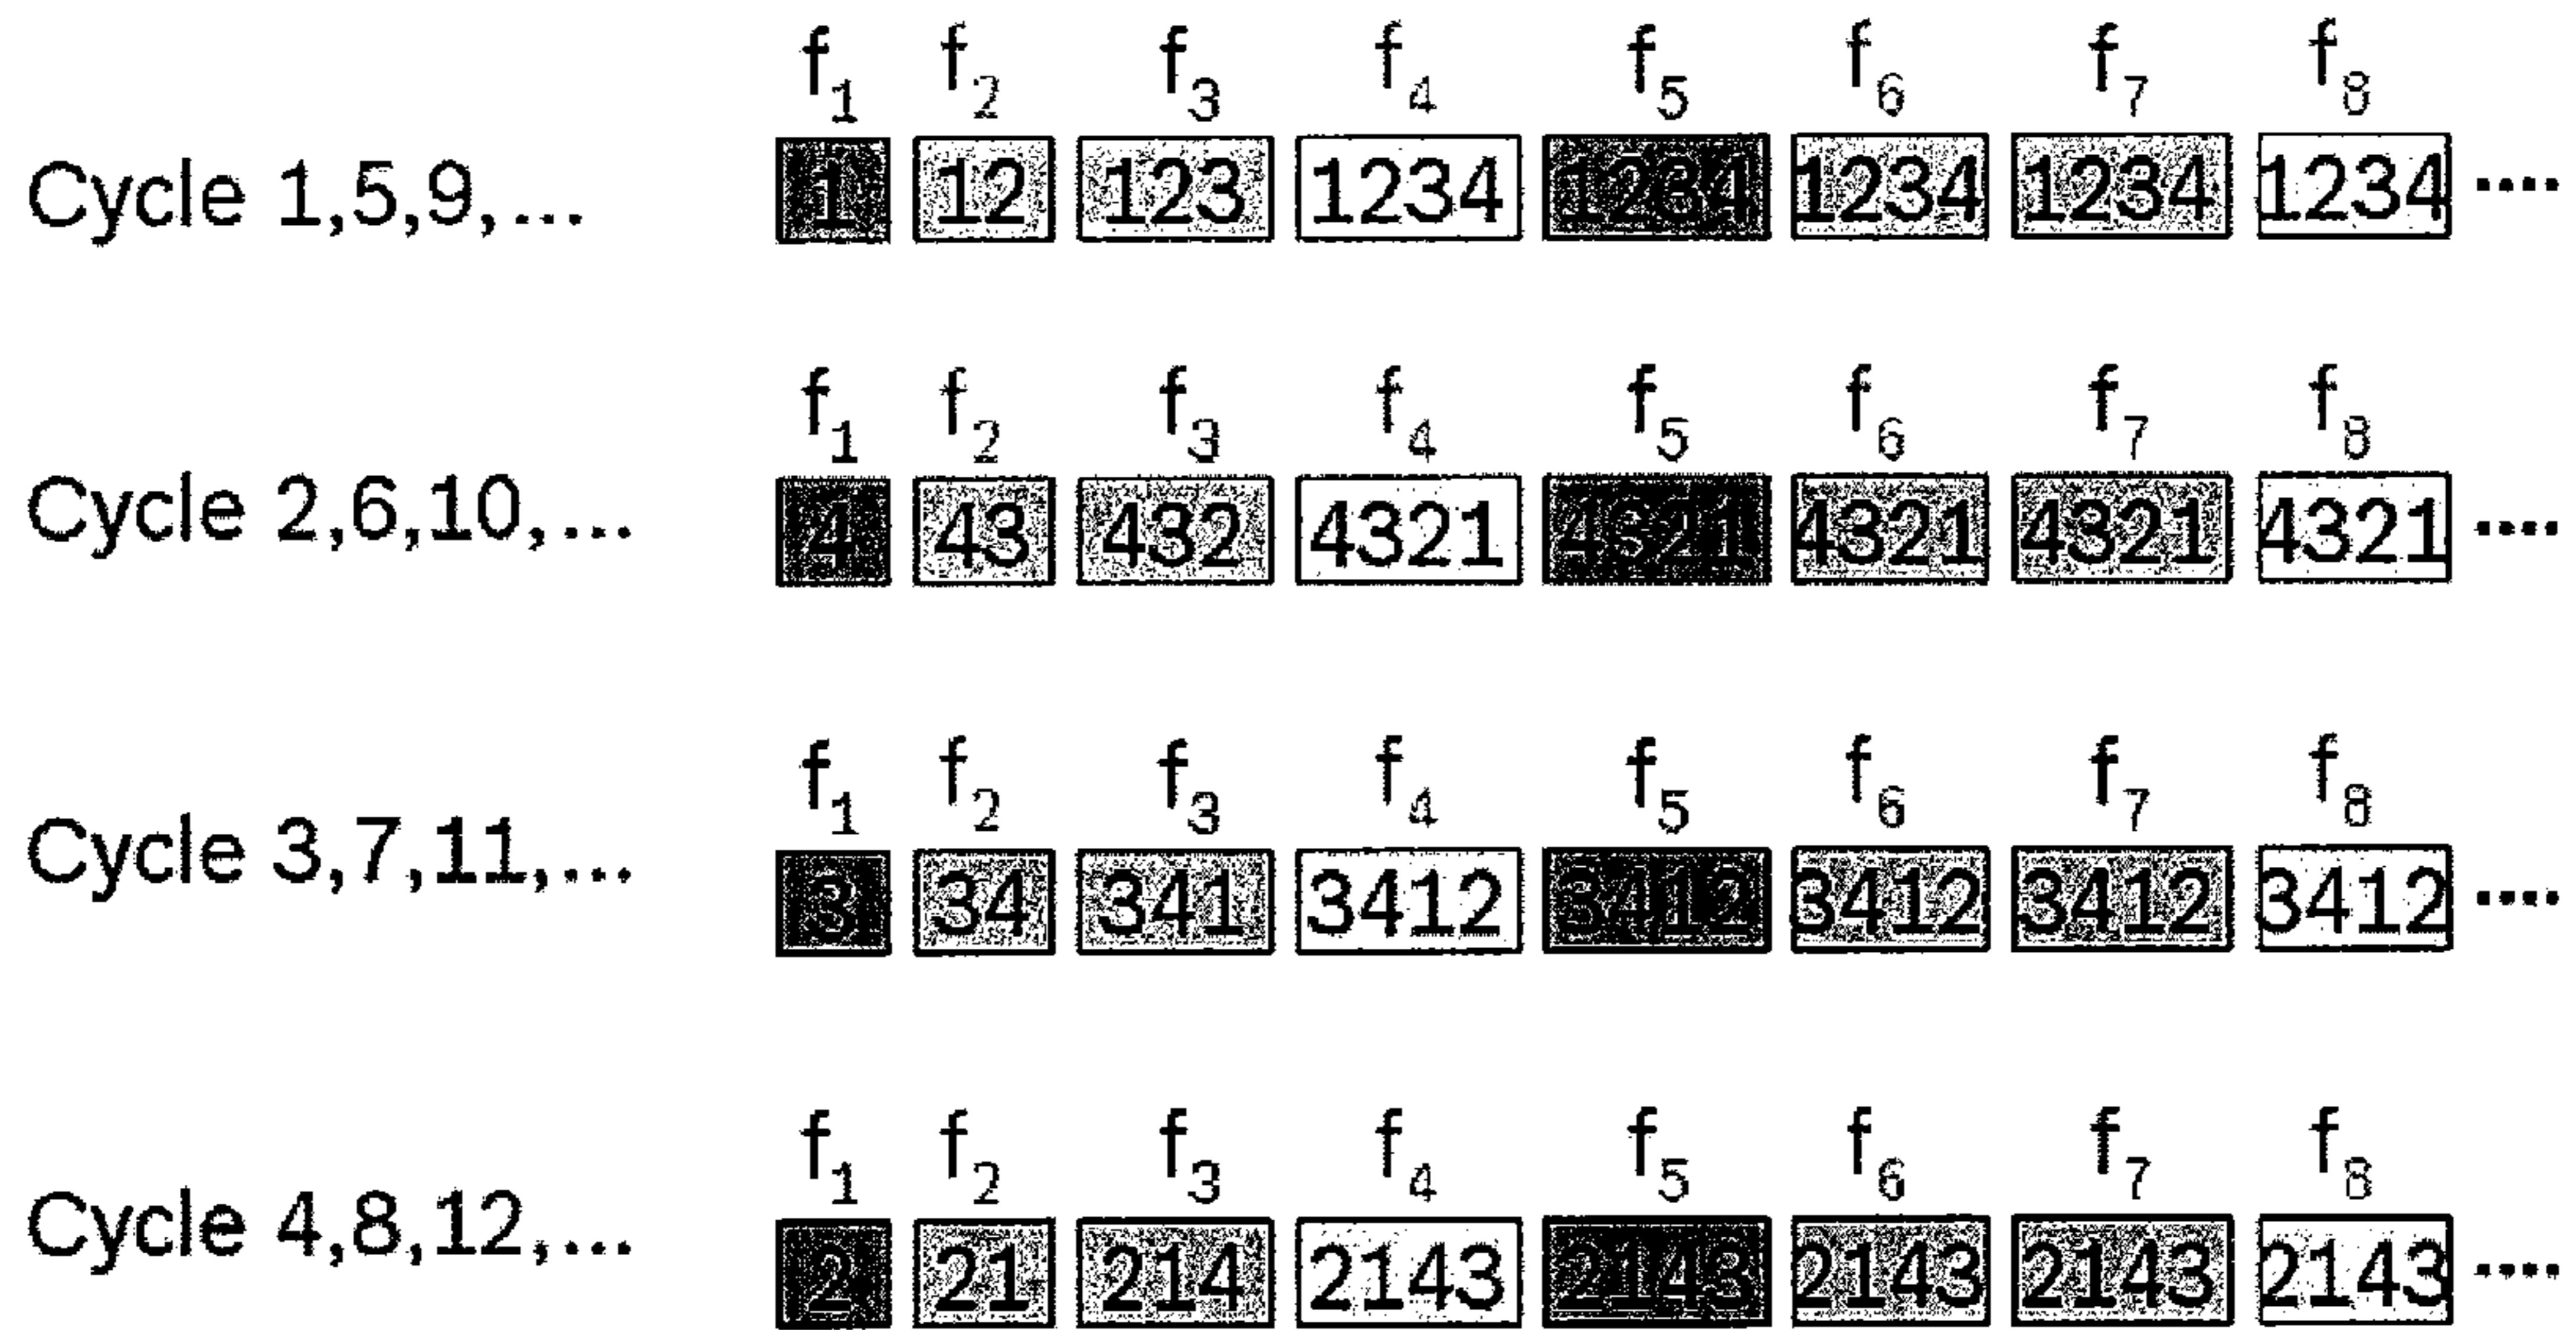 f1 f2 f3 f4 f5 f6 f7 f8
Cycle 1,5,9,... 1 12 123 1234 1234 1234 1234 1234 ....
f1 f2 f3 f4 f5 f6 f7 f8
Cycle 2,6,10,... 4 43 432 4321 4321 4321 4321 4321 ....
f1 f2 f3 f4 f5 f6 f7 f8
Cycle 3,7,11,... 3 34 341 3412 3412 3412 3412 3412 ....
f1 f2 f3 f4 f5 f6 f7 f8
Cycle 4,8,12,... 2 21 214 2143 2143 2143 2143 2143 ....